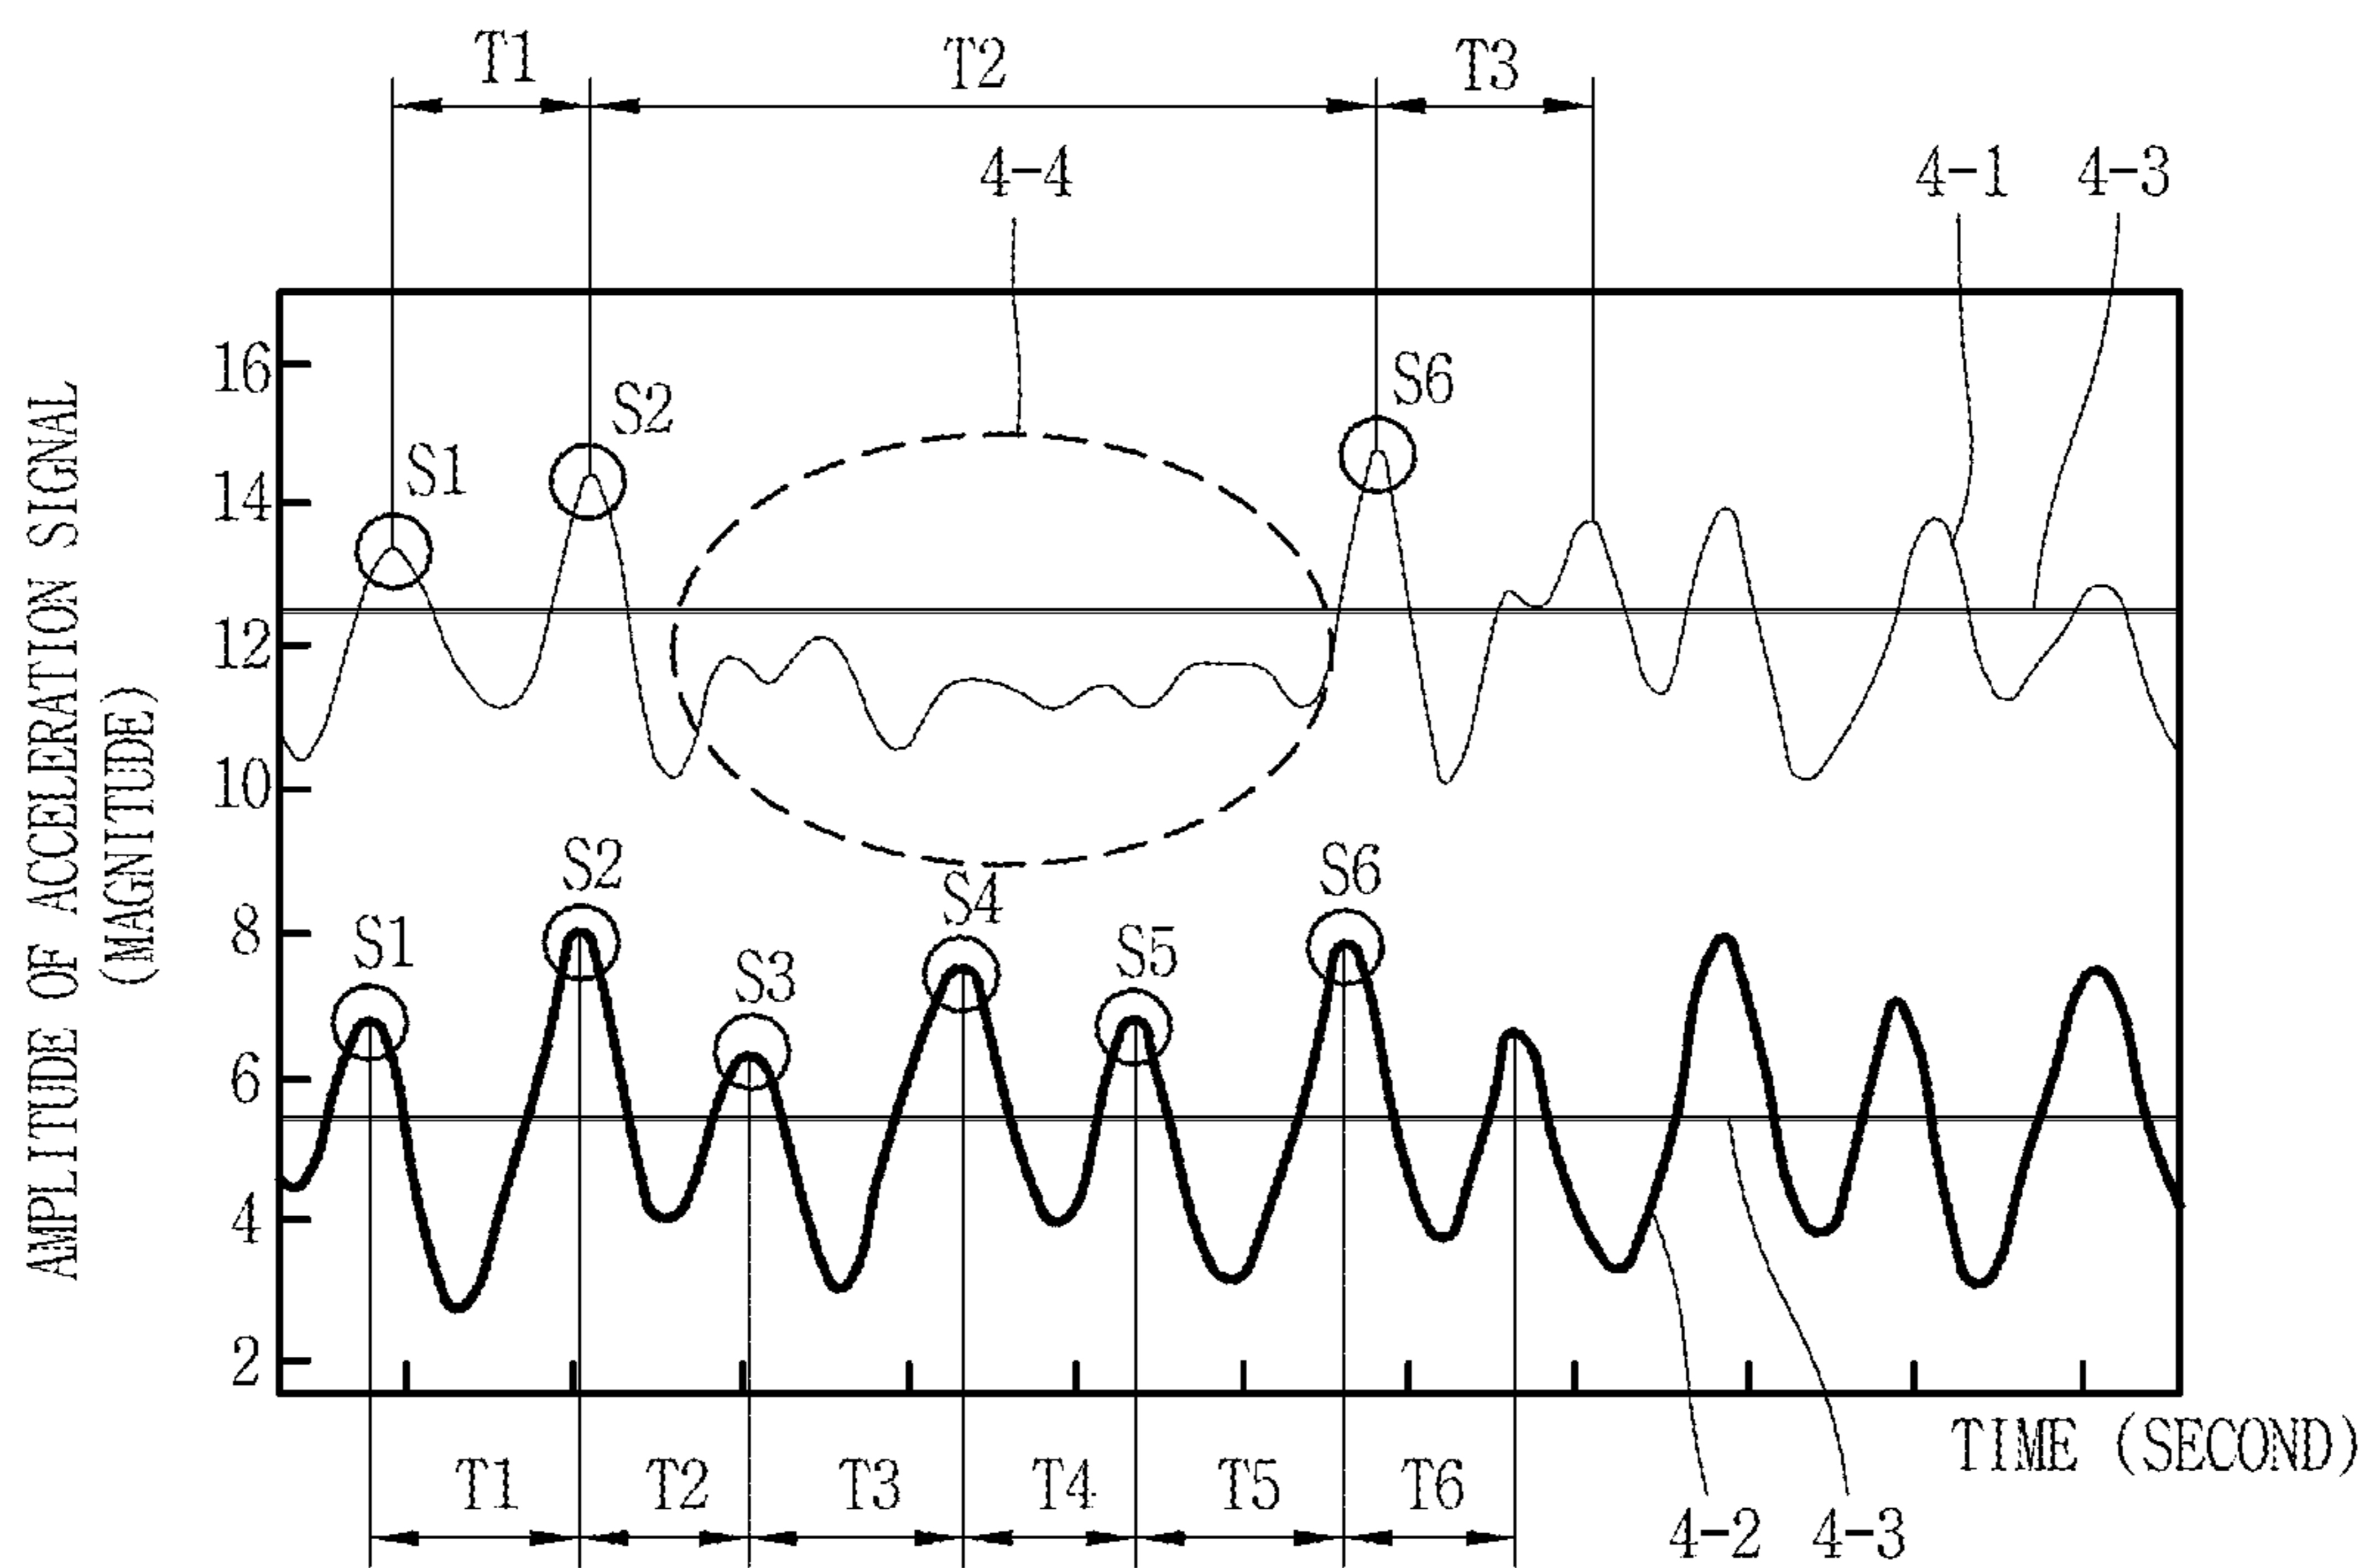 T1 T2 T3
4-4 4-1 4-3
16
S6
S2
S1
14
12
10
S2
S6
S4
8
S1
S5
S3
6
4
2
AMPLITUDE OF ACCELERATION SIGNAL
(MAGNITUDE)
TIME (SECOND)
T1 T2 T3 T4 T5 T6
4-2 4-3